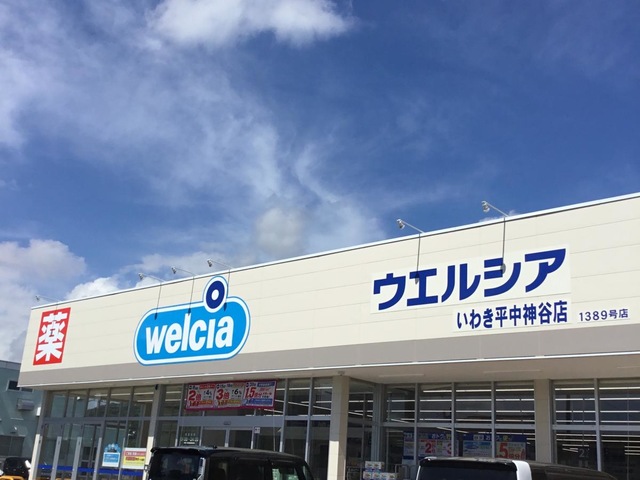 薬
welcia
ウエルシア
いわき平中神谷店 1389号店